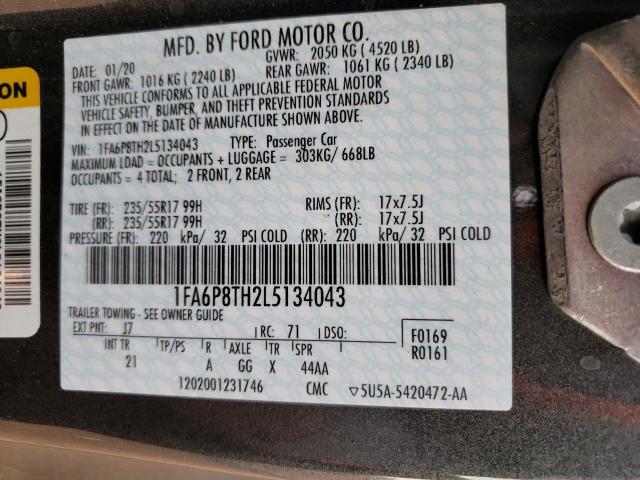 MFD. BY FORD MOTOR CO.
DATE: 01/20 GVWR: 2050 KG ( 4520 LB)
FRONT GAWR: 1016 KG ( 2240 LB) REAR GAWR: 1061 KG ( 2340 LB)
THIS VEHICLE CONFORMS TO ALL APPLICABLE FEDERAL MOTOR
VEHICLE SAFETY, BUMPER, AND THEFT PREVENTION STANDARDS
IN EFFECT ON THE DATE OF MANUFACTURE SHOWN ABOVE.
VIN: 1FA6P8TH2L5134043 TYPE: Passenger Car
MAXIMUM LOAD = OCCUPANTS + LUGGAGE = 303KG/ 668LB
OCCUPANTS = 4 TOTAL; 2 FRONT, 2 REAR
TIRE (FR): 235/55R17 99H RIMS (FR): 17x7.5J
(RR): 235/55R17 99H (RR): 17x7.5J
PRESSURE (FR): 220 kPa/ 32 PSI COLD (RR): 220 kPa/ 32 PSI COLD
1FA6P8TH2L5134043
TRAILER TOWING - SEE OWNER GUIDE
EXT PNT: J7 RC: 71 DSO: F0169
R0161
INT TR TP/PS R AXLE TR SPR
21 A GG X 44AA
1202001231746 CMC ▽5U5A-5420472-AA
ON